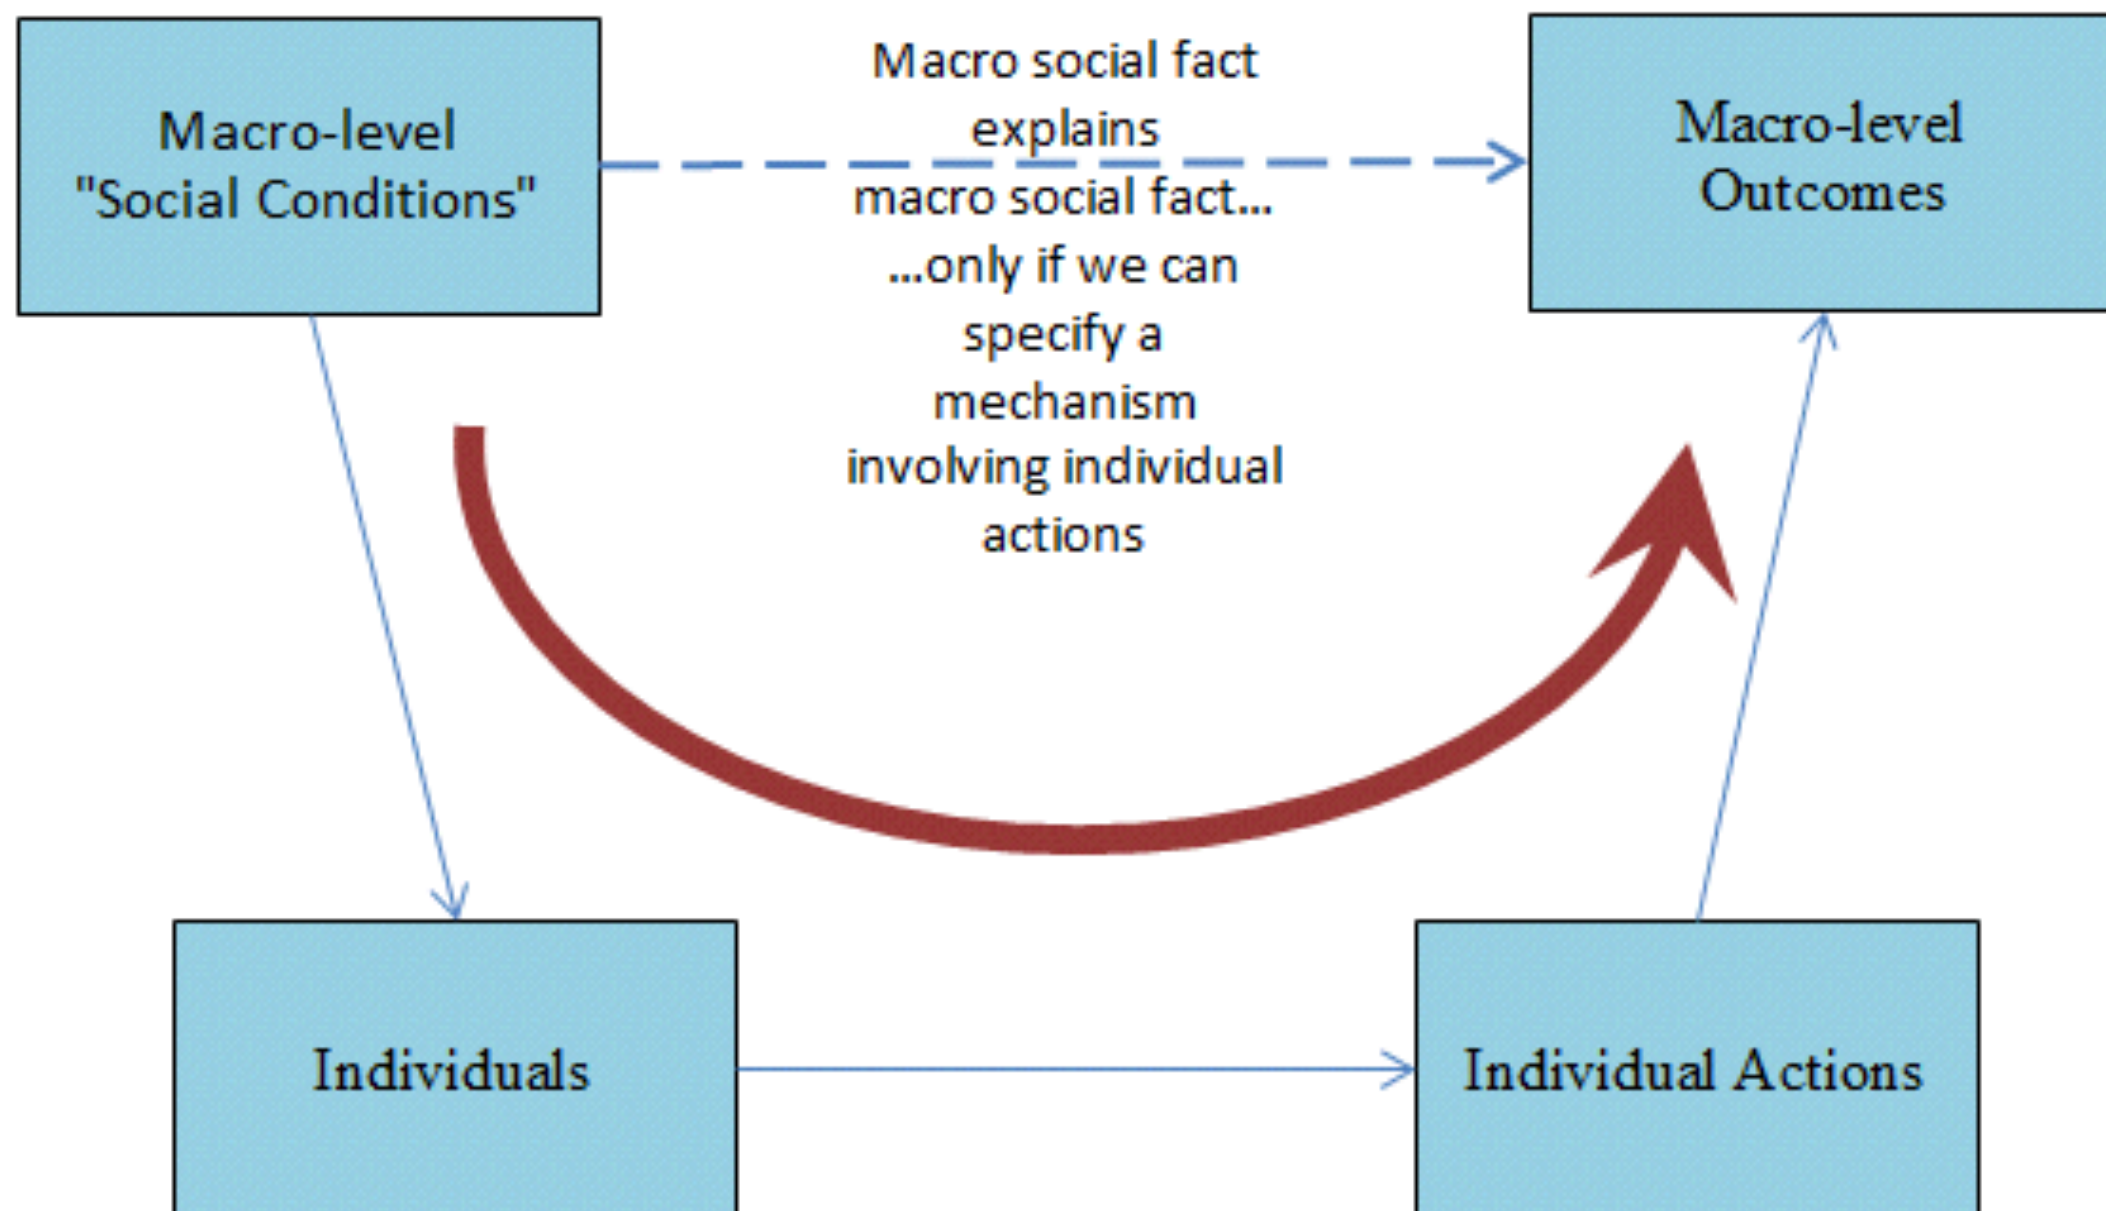 Macro-level
"Social Conditions"
Macro social fact
explains
macro social fact...
...only if we can
specify a
mechanism
involving individual
actions
Macro-level
Outcomes
Individuals
Individual Actions